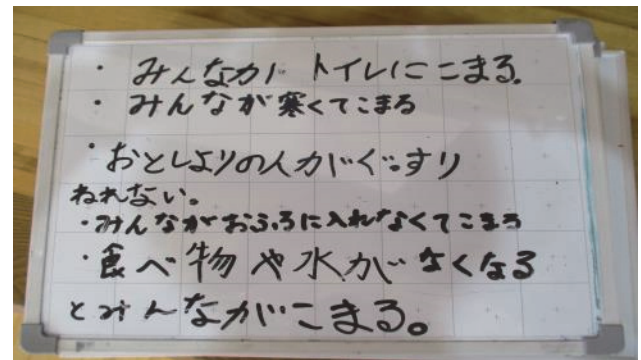 ・みんなが トイレにこまる。
・みんなが寒くてこまる
・おとしよりの人がぐっすり
ねれない。
・みんながおふろに入れなくてこまる
・食べ物や水がなくなる
とみんながこまる。